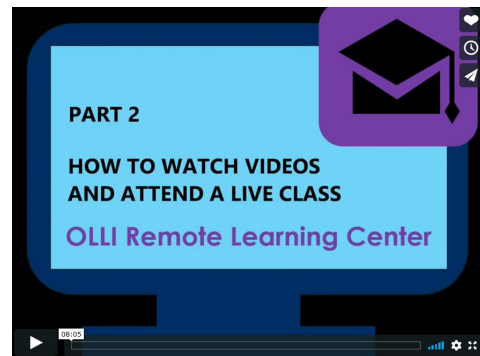 PART 2
HOW TO WATCH VIDEOS
AND ATTEND A LIVE CLASS
OLLI Remote Learning Center
08:05